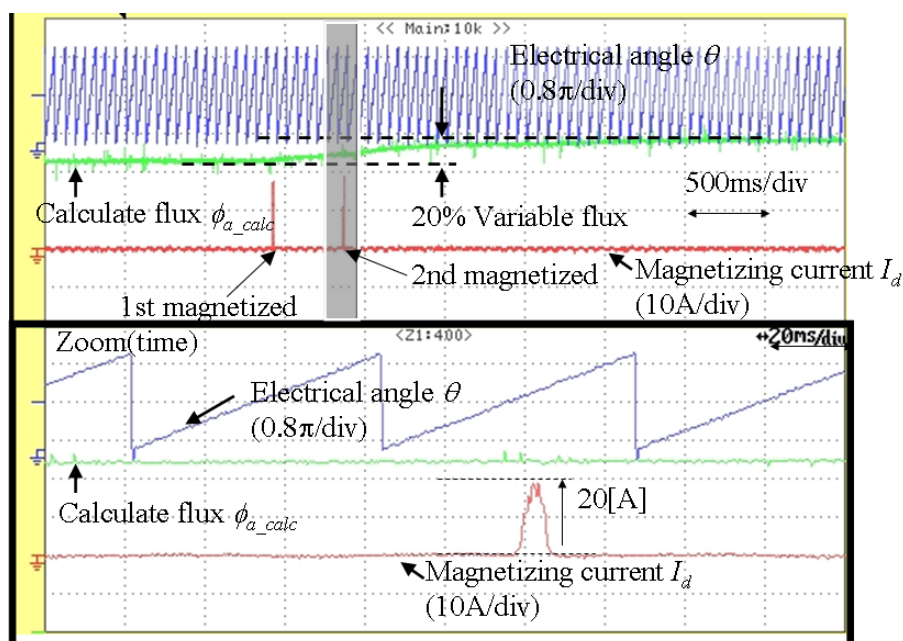 << Main:10k >>
Electrical angle θ
(0.8π/div)
500ms/div
Calculate flux ϕa_calc
20% Variable flux
2nd magnetized
Magnetizing current Id
(10A/div)
1st magnetized
Zoom(time)
<Z1:400>
20ms/div
Electrical angle θ
(0.8π/div)
Calculate flux ϕa_calc
20[A]
Magnetizing current Id
(10A/div)